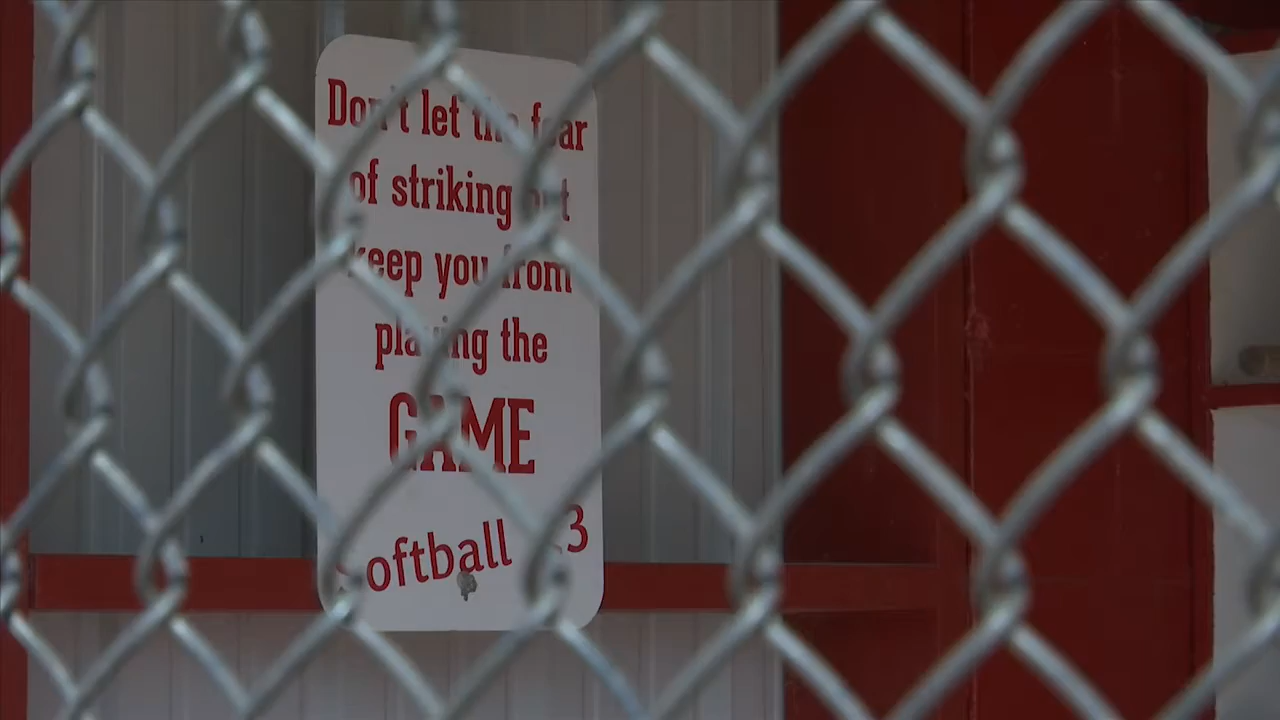 Don't let the fear
of striking out
keep you from
playing the
GAME
Softball 3